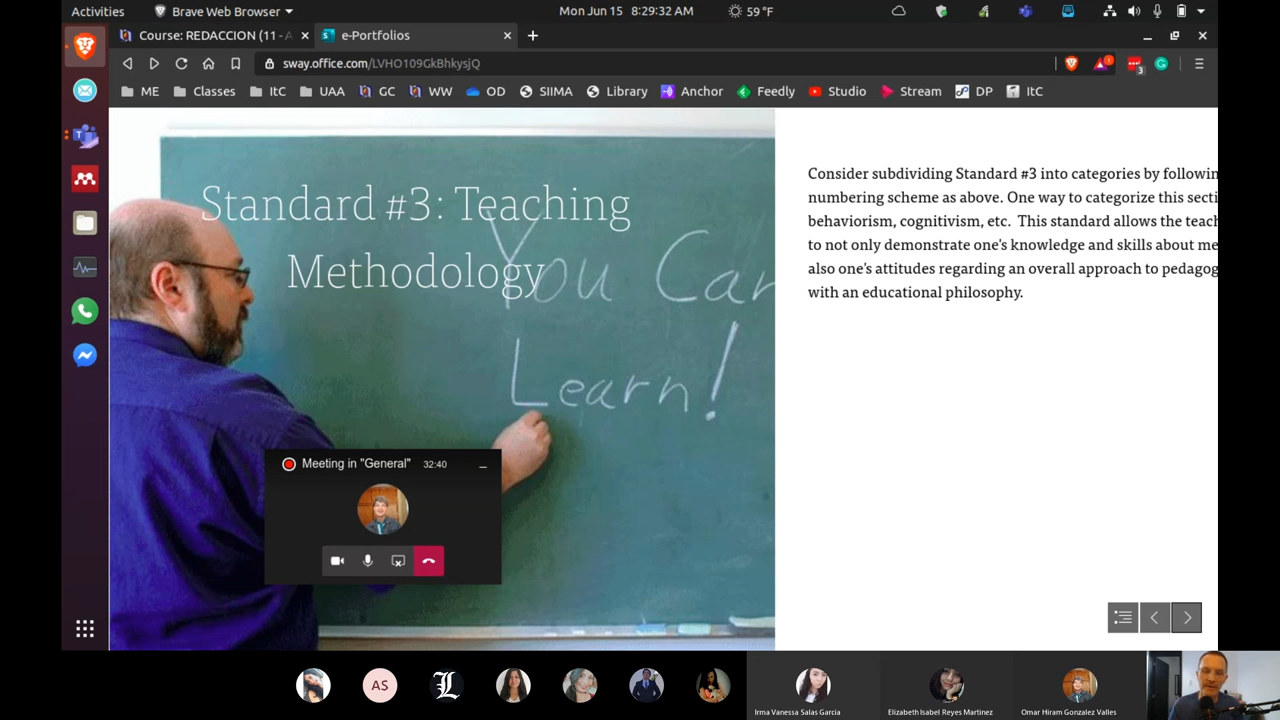 Activities
Brave Web Browser
Mon Jun 15 8:29:32 AM
59 °F
Course: REDACCION (11 - A
e-Portfolios
sway.office.com/LVHO109GkBhkysjQ
1
3
ME
Classes
ItC
UAA
GC
WW
OD
SIIMA
Library
Anchor
Feedly
Studio
Stream
DP
ItC
Standard #3: Teaching
Methodology
You Can
Learn!
Consider subdividing Standard #3 into categories by followin
numbering scheme as above. One way to categorize this secti
behaviorism, cognitivism, etc. This standard allows the teach
to not only demonstrate one's knowledge and skills about me
also one's attitudes regarding an overall approach to pedagog
with an educational philosophy.
Meeting in "General"
32:40
AS
L
Irma Vanessa Salas Garcia
Elizabeth Isabel Reyes Martinez
Omar Hiram Gonzalez Valles